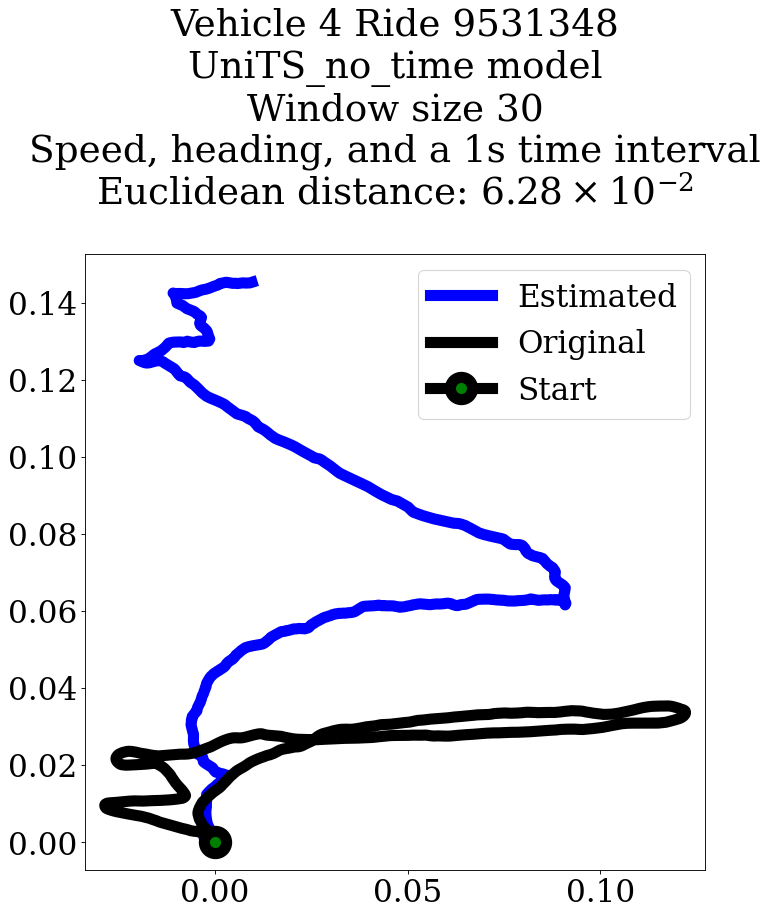 Vehicle 4 Ride 9531348
UniTS_no_time model
Window size 30
Speed, heading, and a 1s time interval
Euclidean distance: 6.28 × 10⁻²
Estimated
Original
Start
0.14
0.12
0.10
0.08
0.06
0.04
0.02
0.00
0.00 0.05 0.10